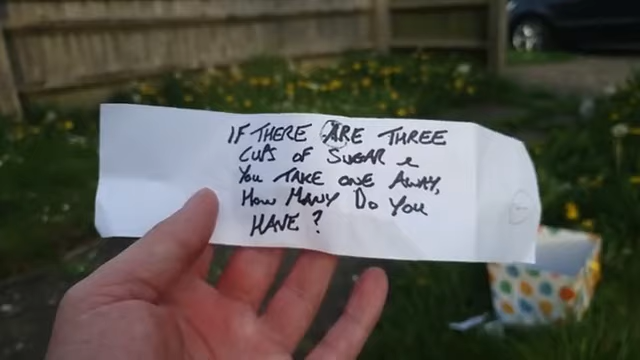 IF THERE ARE THREE
CUPS OF SUGAR &
YOU TAKE ONE AWAY,
HOW MANY DO YOU
HAVE?